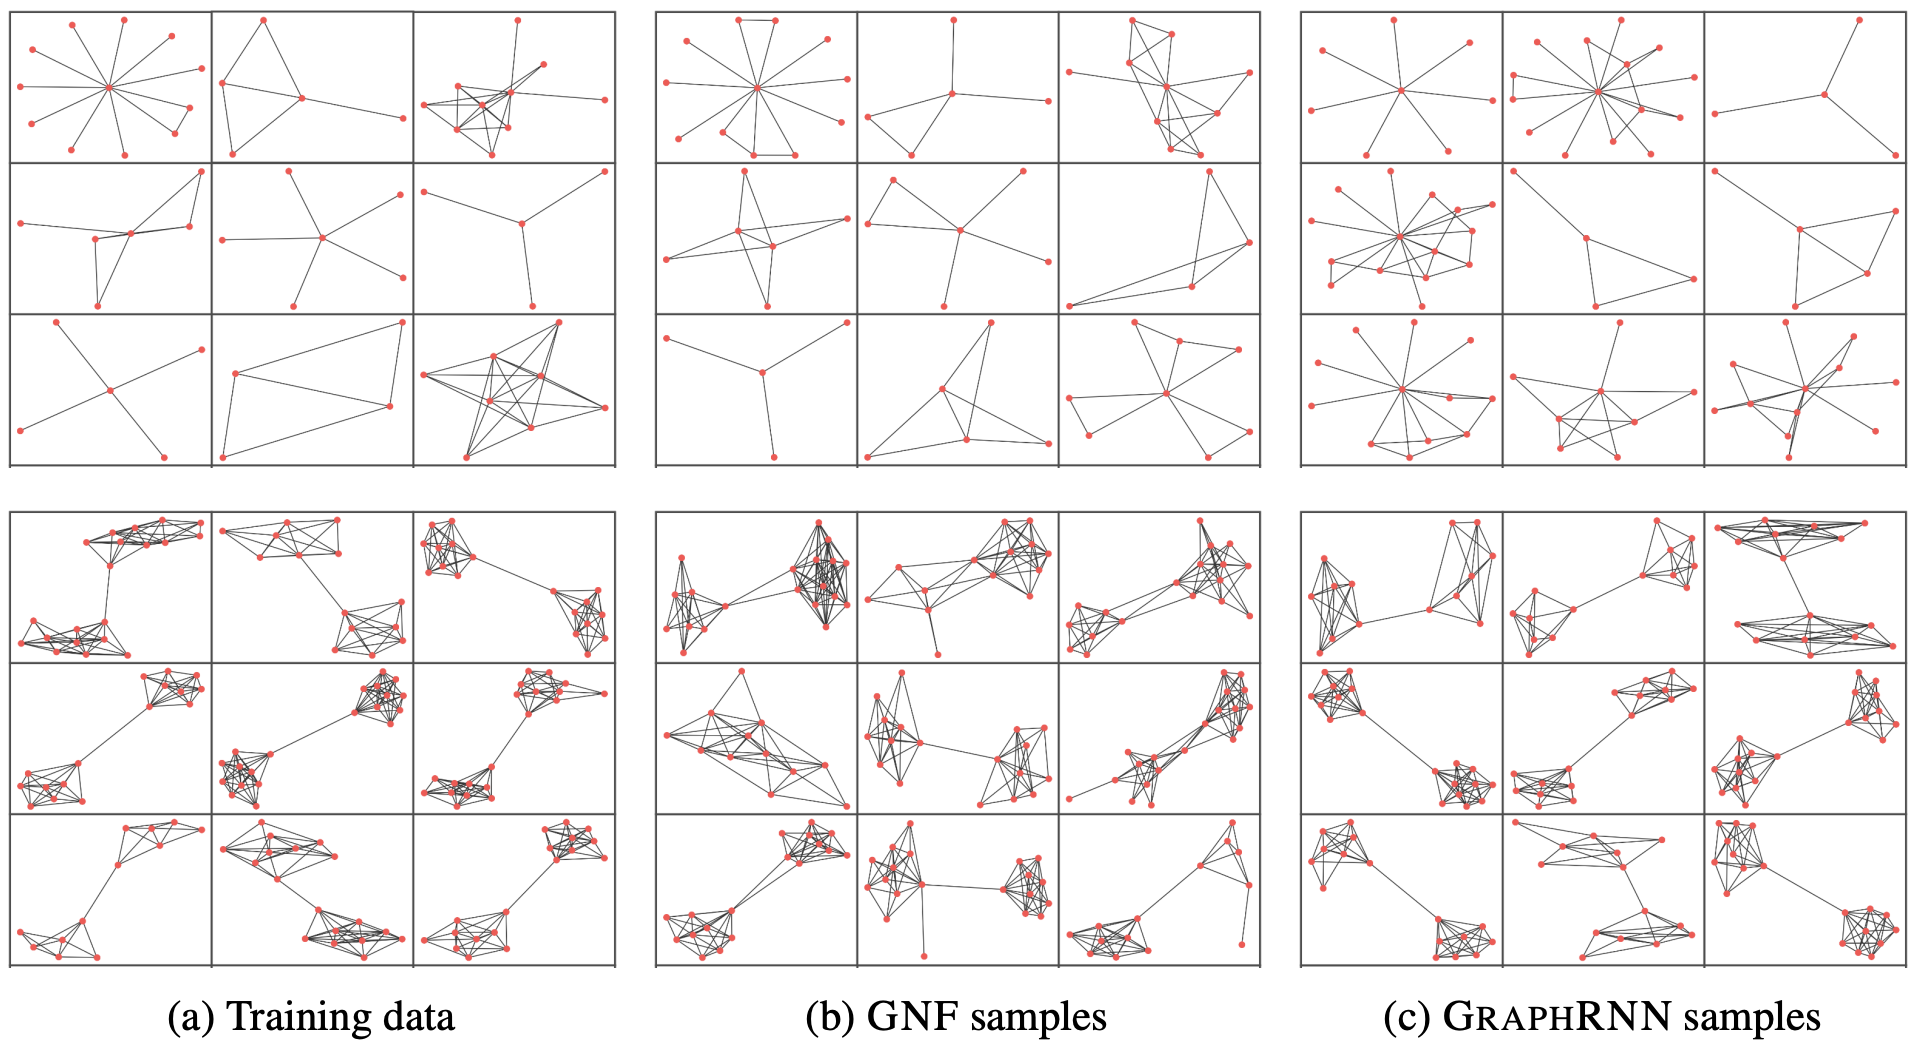 (a) Training data
(b) GNF samples
(c) GRAPHRNN samples